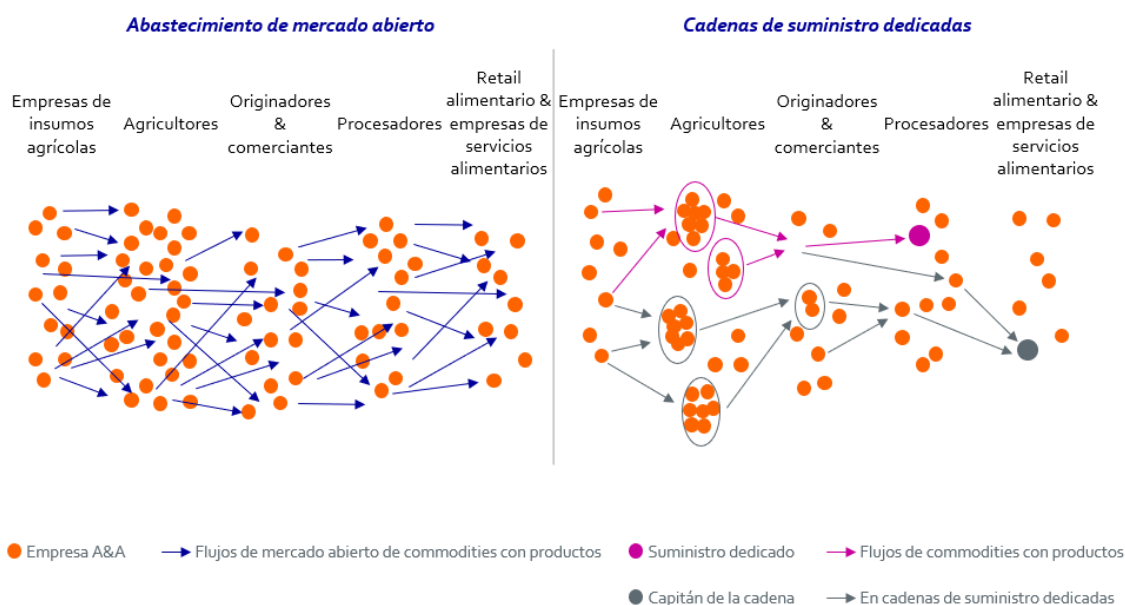 Abastecimiento de mercado abierto
Empresas de
insumos
agrícolas
Agricultores
Originadores
&
comerciantes
Procesadores
Retail
alimentario &
empresas de
servicios
alimentarios
Cadenas de suministro dedicadas
Empresas de
insumos
agrícolas
Agricultores
Originadores
&
comerciantes
Procesadores
Retail
alimentario &
empresas de
servicios
alimentarios
Empresa A&A
Flujos de mercado abierto de commodities con productos
Suministro dedicado
Flujos de commodities con productos
Capitán de la cadena
En cadenas de suministro dedicadas